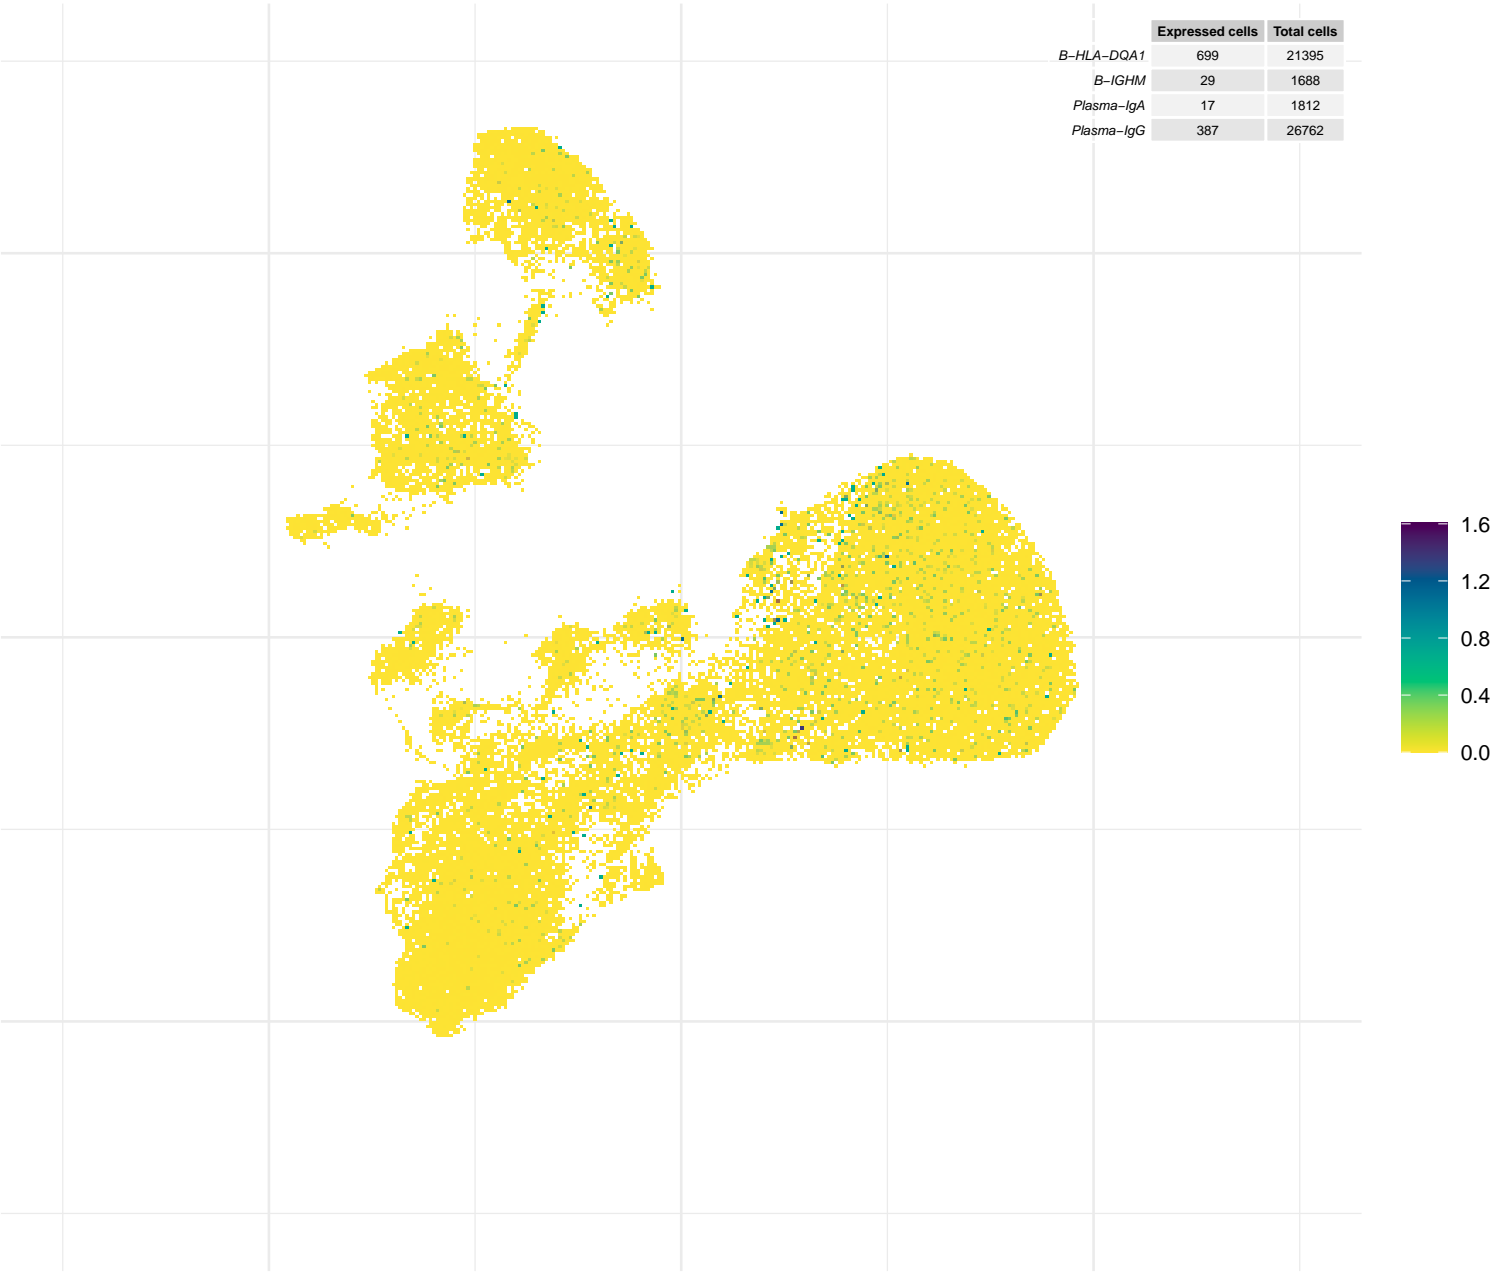 Expressed cells Total cells
B−HLA−DQA1 699 21395
B−IGHM 29 1688
Plasma−IgA 17 1812
Plasma−IgG 387 26762
1.6
1.2
0.8
0.4
0.0